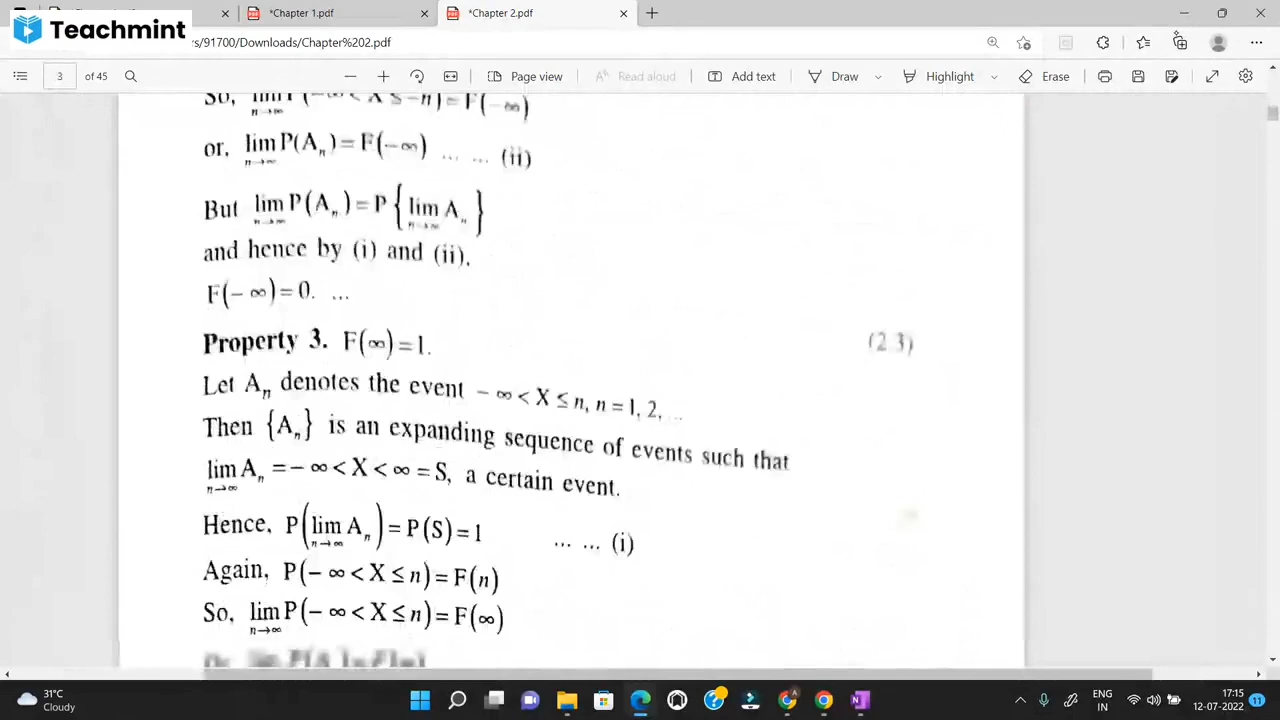 *Chapter 1.pdf
*Chapter 2.pdf
Teachmint
s/91700/Downloads/Chapter%202.pdf
3 of 45
Page view
Read aloud
Add text
Draw
Highlight
Erase
So, lim P(-∞ < X ≤ -n) = F(-∞)
n→∞
or, lim P(Aₙ) = F(-∞) ... ... (ii)
n→∞
But lim P(Aₙ) = P { lim Aₙ }
n→∞ n→∞
and hence by (i) and (ii),
F(-∞) = 0. ...
Property 3. F(∞) = 1. (2 3)
Let Aₙ denotes the event -∞ < X ≤ n, n = 1, 2, ...
Then {Aₙ} is an expanding sequence of events such that
lim Aₙ = -∞ < X < ∞ = S, a certain event.
n→∞
Hence, P( lim Aₙ ) = P(S) = 1 ... ... (i)
n→∞
Again, P(-∞ < X ≤ n) = F(n)
So, lim P(-∞ < X ≤ n) = F(∞)
n→∞
31°C
Cloudy
ENG
IN
17:15
12-07-2022